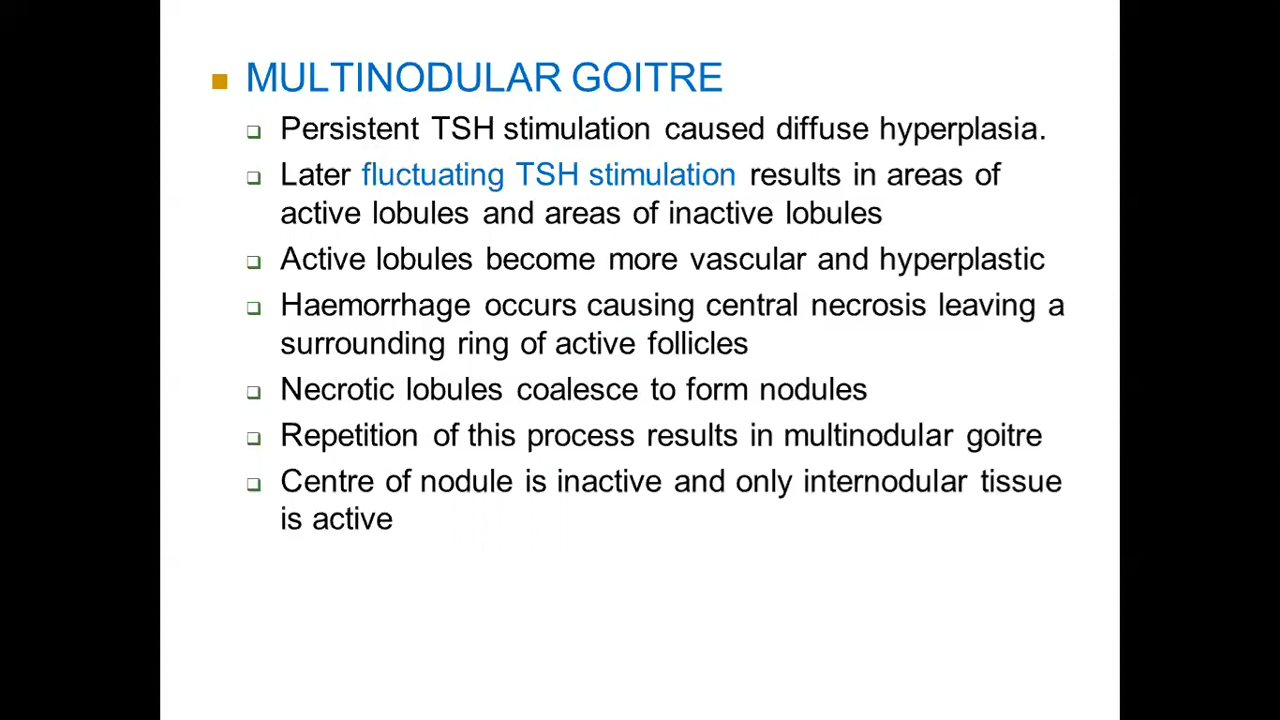 MULTINODULAR GOITRE
Persistent TSH stimulation caused diffuse hyperplasia.
Later fluctuating TSH stimulation results in areas of
active lobules and areas of inactive lobules
Active lobules become more vascular and hyperplastic
Haemorrhage occurs causing central necrosis leaving a
surrounding ring of active follicles
Necrotic lobules coalesce to form nodules
Repetition of this process results in multinodular goitre
Centre of nodule is inactive and only internodular tissue
is active